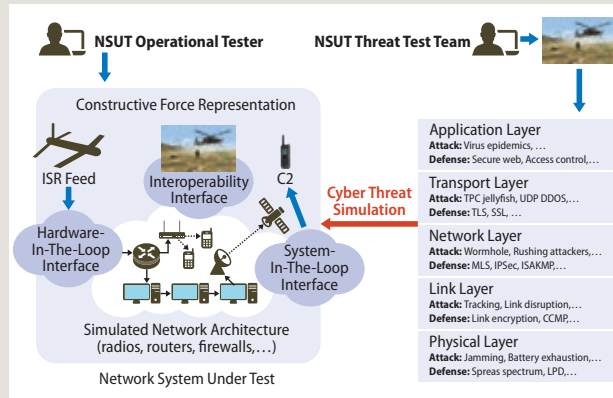 NSUT Operational Tester
NSUT Threat Test Team
Constructive Force Representation
ISR Feed
Interoperability
Interface
C2
Hardware-
In-The-Loop
Interface
System-
In-The-Loop
Interface
Simulated Network Architecture
(radios, routers, firewalls,…)
Network System Under Test
Cyber Threat
Simulation
Application Layer
Attack: Virus epidemics, …
Defense: Secure web, Access control,…
Transport Layer
Attack: TPC jellyfish, UDP DDOS,…
Defense: TLS, SSL, …
Network Layer
Attack: Wormhole, Rushing attackers,…
Defense: MLS, IPSec, ISAKMP,…
Link Layer
Attack: Tracking, Link disruption,…
Defense: Link encryption, CCMP,…
Physical Layer
Attack: Jamming, Battery exhaustion,…
Defense: Spreas spectrum, LPD,…